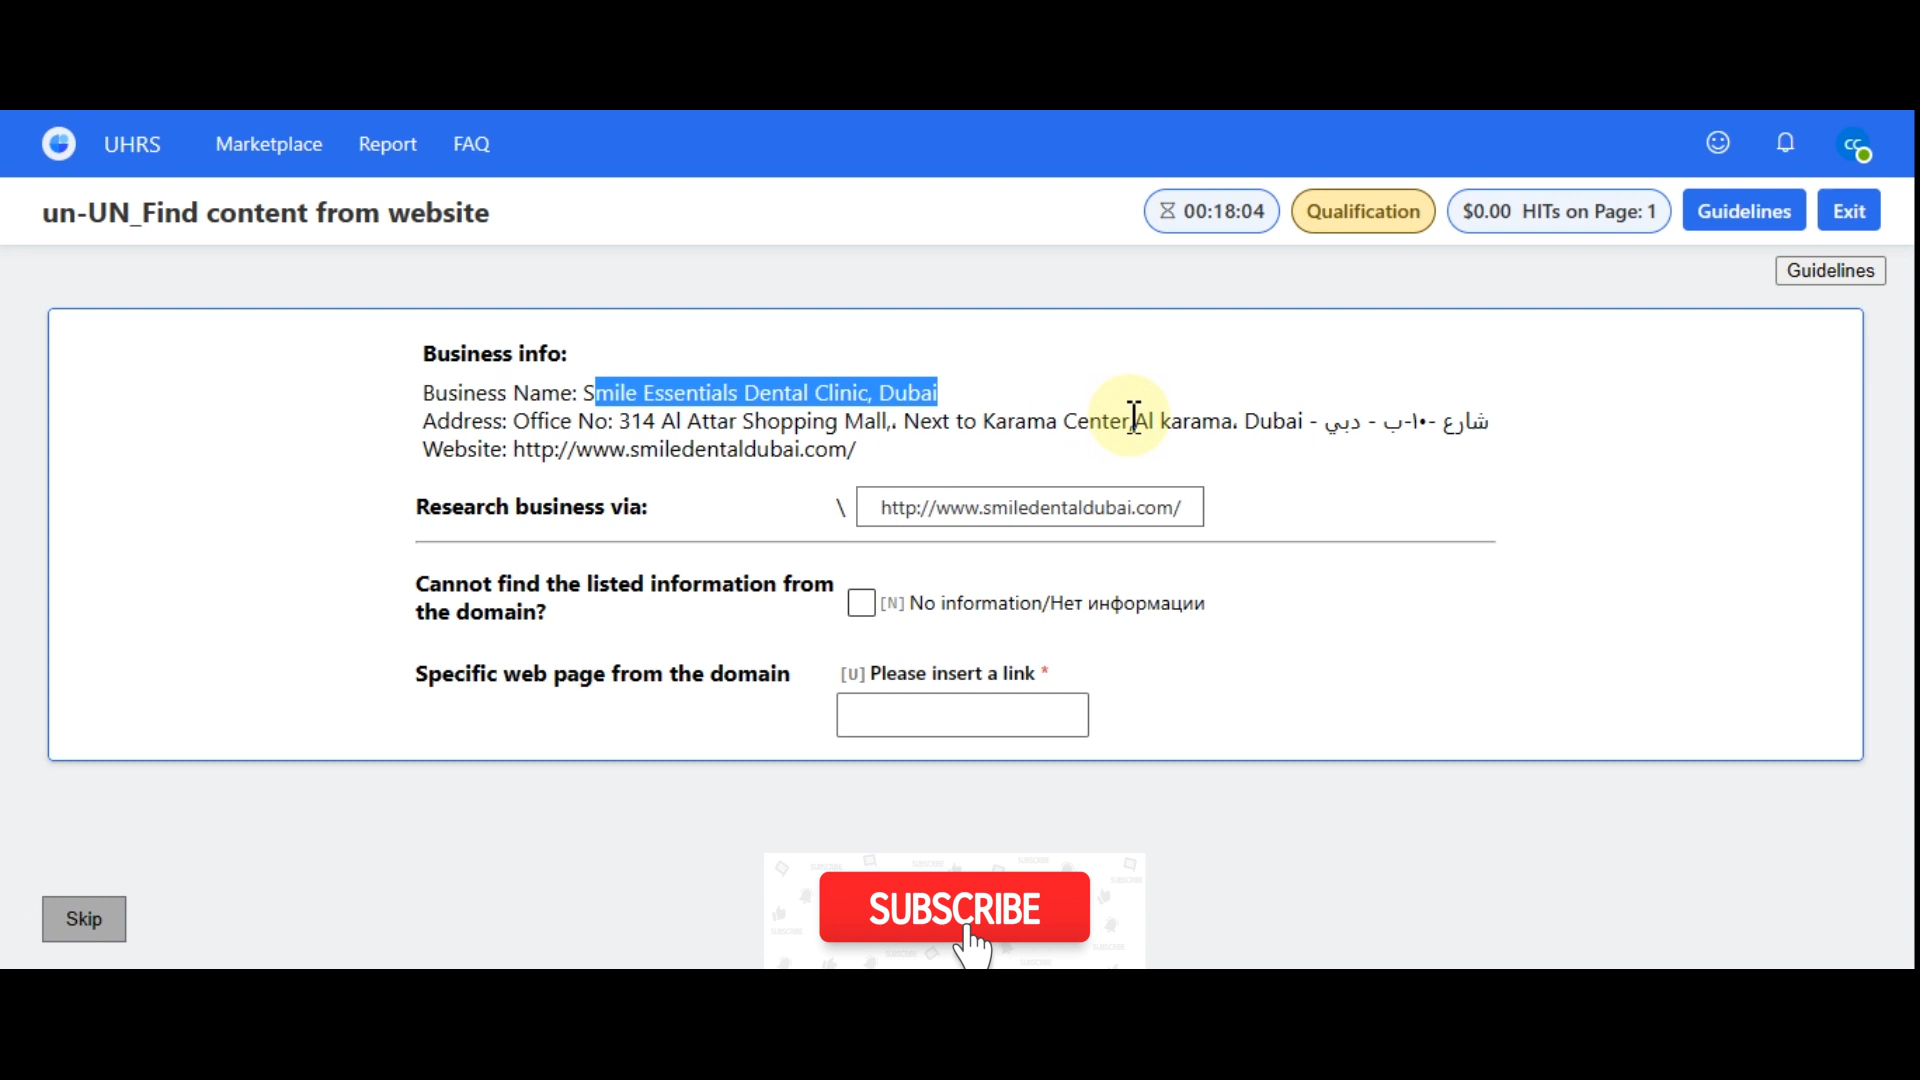 UHRS Marketplace Report FAQ CC
un-UN_Find content from website 00:18:04 Qualification $0.00 HITs on Page: 1 Guidelines Exit
Guidelines
Business info:
Business Name: Smile Essentials Dental Clinic, Dubai
Address: Office No: 314 Al Attar Shopping Mall,، Next to Karama Center,Al karama، Dubai - شارع ١٠-ب - دبي
Website: http://www.smiledentaldubai.com/
Research business via: \ http://www.smiledentaldubai.com/
Cannot find the listed information from
the domain?
[N] No information/Нет информации
Specific web page from the domain [U] Please insert a link *
Skip
SUBSCRIBE